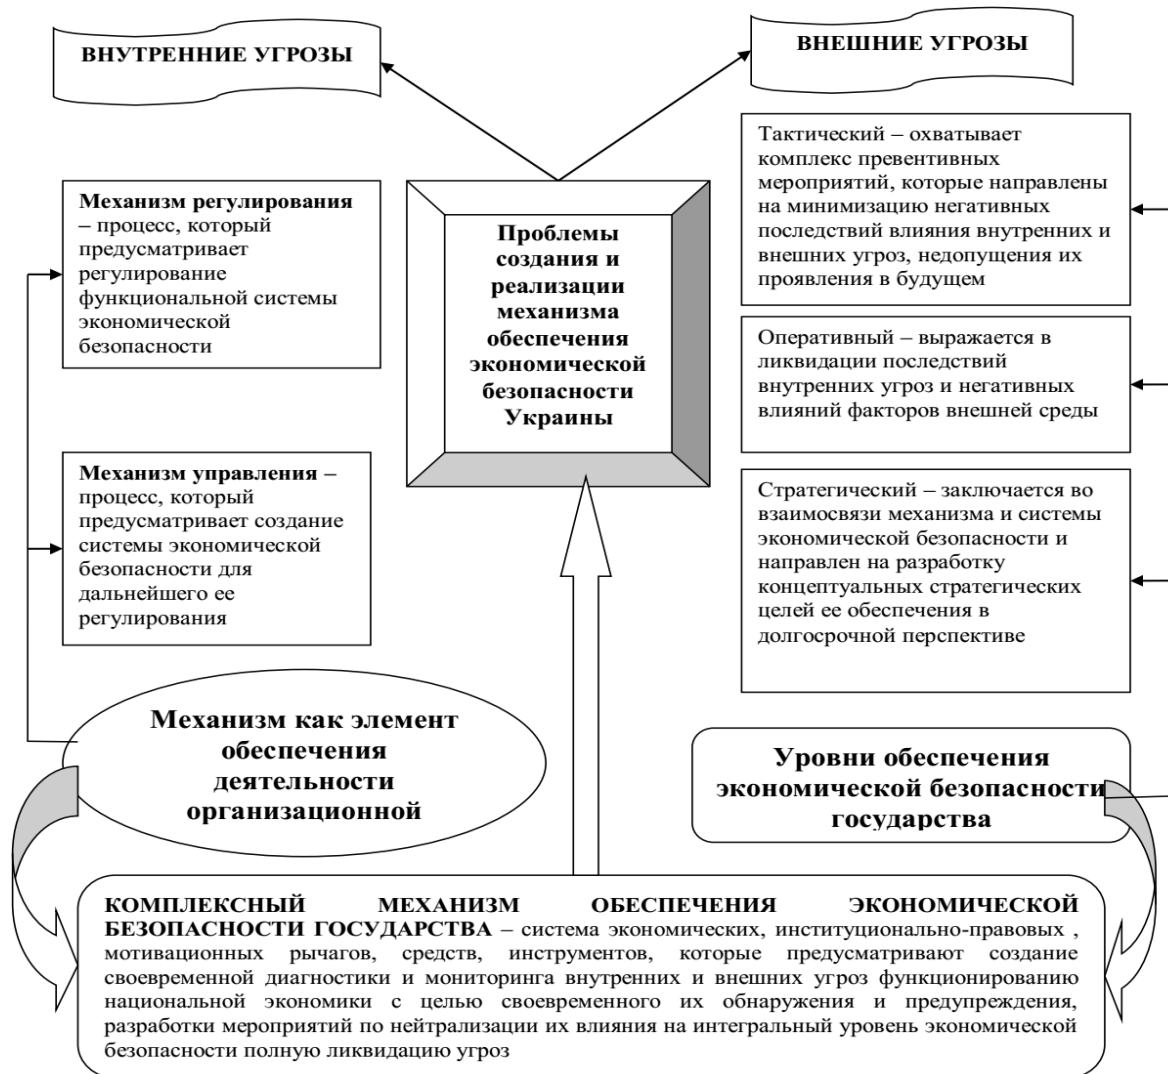 ВНУТРЕННИЕ УГРОЗЫ
ВНЕШНИЕ УГРОЗЫ
Механизм регулирования
– процесс, который
предусматривает
регулирование
функциональной системы
экономической
безопасности
Проблемы
создания и
реализации
механизма
обеспечения
экономической
безопасности
Украины
Тактический – охватывает
комплекс превентивных
мероприятий, которые направлены
на минимизацию негативных
последствий влияния внутренних и
внешних угроз, недопущения их
проявления в будущем
Оперативный – выражается в
ликвидации последствий
внутренних угроз и негативных
влияний факторов внешней среды
Механизм управления –
процесс, который
предусматривает создание
системы экономической
безопасности для
дальнейшего ее
регулирования
Стратегический – заключается во
взаимосвязи механизма и системы
экономической безопасности и
направлен на разработку
концептуальных стратегических
целей ее обеспечения в
долгосрочной перспективе
Механизм как элемент
обеспечения
деятельности
организационной
Уровни обеспечения
экономической безопасности
государства
КОМПЛЕКСНЫЙ МЕХАНИЗМ ОБЕСПЕЧЕНИЯ ЭКОНОМИЧЕСКОЙ
БЕЗОПАСНОСТИ ГОСУДАРСТВА – система экономических, институционально-правовых ,
мотивационных рычагов, средств, инструментов, которые предусматривают создание
своевременной диагностики и мониторинга внутренних и внешних угроз функционированию
национальной экономики с целью своевременного их обнаружения и предупреждения,
разработки мероприятий по нейтрализации их влияния на интегральный уровень экономической
безопасности полную ликвидацию угроз